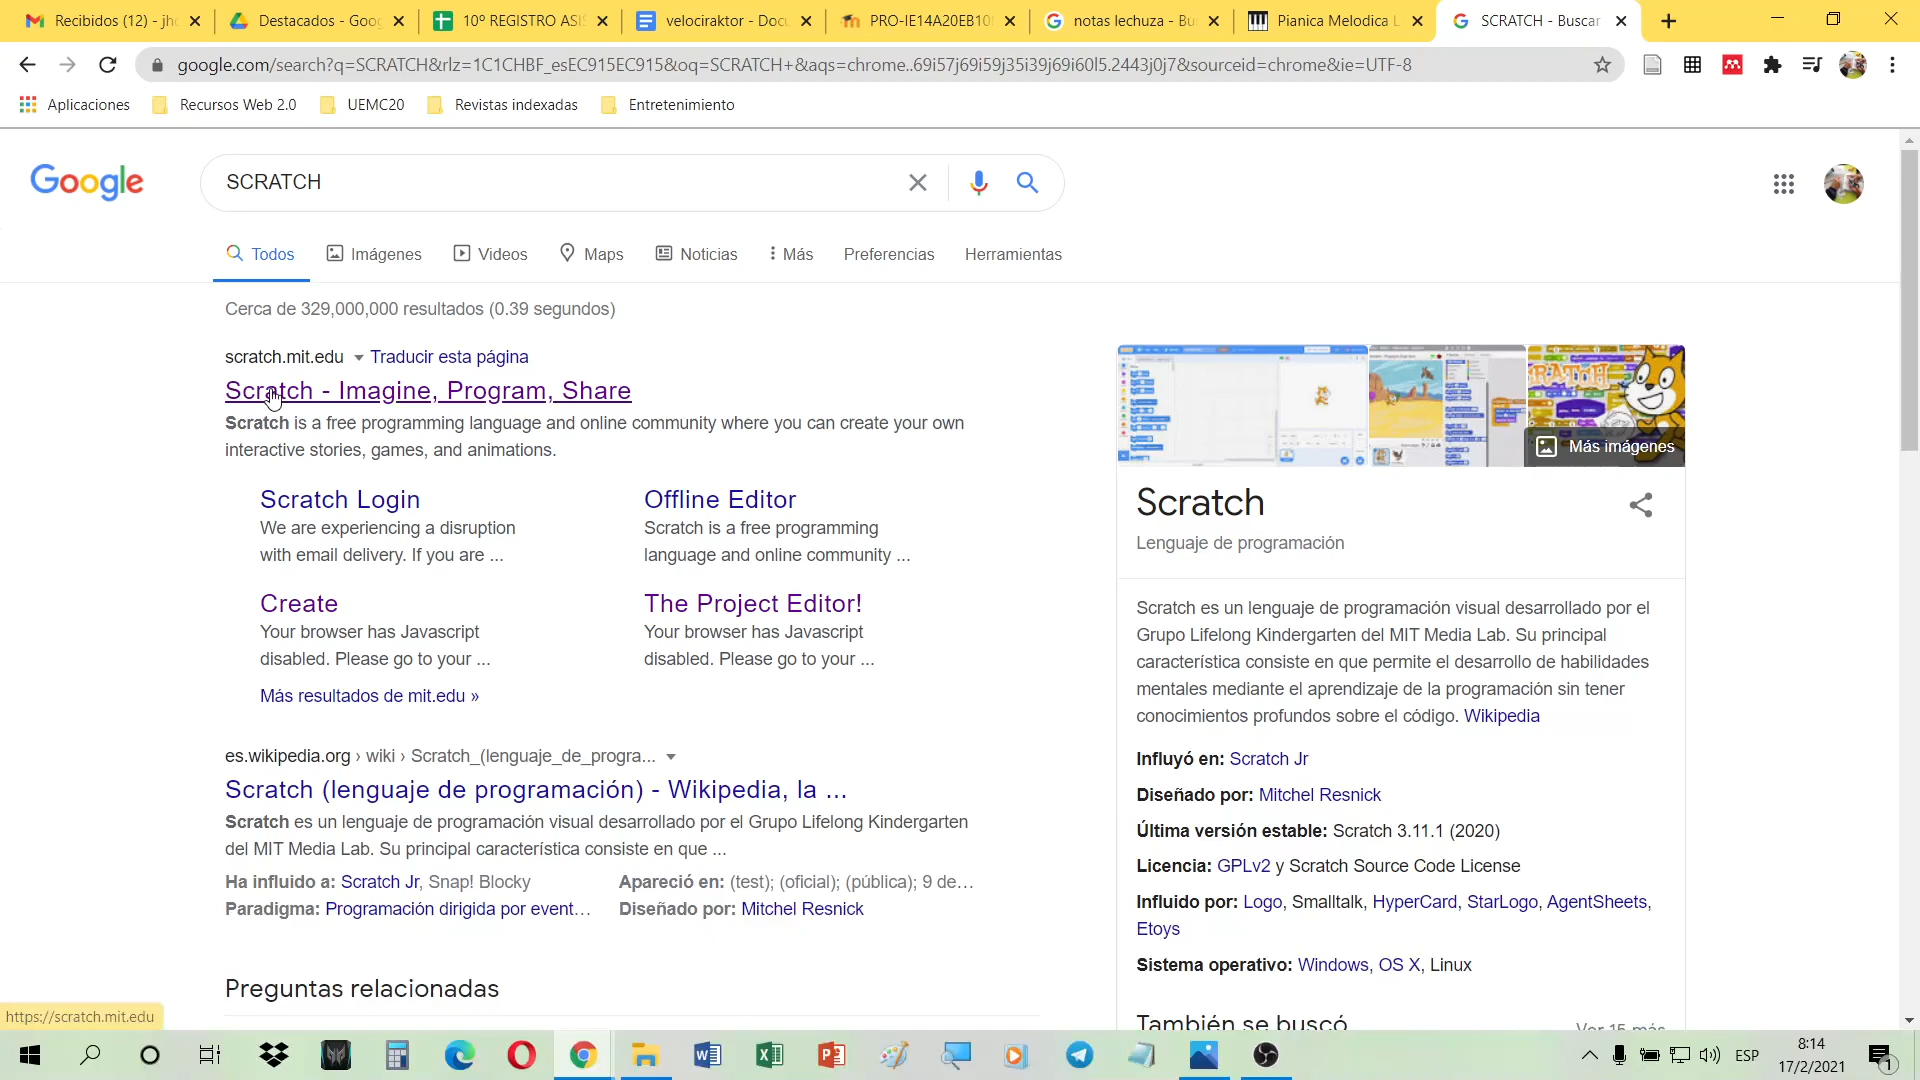 Recibidos (12) - jh
Destacados - Goog
10º REGISTRO ASI
velociraktor - Docu
PRO-IE14A20EB10
notas lechuza - Bu
Pianica Melodica L
SCRATCH - Buscar
google.com/search?q=SCRATCH&rlz=1C1CHBF_esEC915EC915&oq=SCRATCH+&aqs=chrome..69i57j69i59j35i39j69i60l5.2443j0j7&sourceid=chrome&ie=UTF-8
Aplicaciones
Recursos Web 2.0
UEMC20
Revistas indexadas
Entretenimiento
Google
SCRATCH
Todos
Imágenes
Videos
Maps
Noticias
Más
Preferencias
Herramientas
Cerca de 329,000,000 resultados (0.39 segundos)
scratch.mit.edu Traducir esta página
Scratch - Imagine, Program, Share
Scratch is a free programming language and online community where you can create your own
interactive stories, games, and animations.
Scratch Login
We are experiencing a disruption
with email delivery. If you are ...
Offline Editor
Scratch is a free programming
language and online community ...
Create
Your browser has Javascript
disabled. Please go to your ...
The Project Editor!
Your browser has Javascript
disabled. Please go to your ...
Más resultados de mit.edu »
es.wikipedia.org › wiki › Scratch_(lenguaje_de_progra...
Scratch (lenguaje de programación) - Wikipedia, la ...
Scratch es un lenguaje de programación visual desarrollado por el Grupo Lifelong Kindergarten
del MIT Media Lab. Su principal característica consiste en que ...
Ha influido a: Scratch Jr, Snap! Blocky
Apareció en: (test); (oficial); (pública); 9 de...
Paradigma: Programación dirigida por event...
Diseñado por: Mitchel Resnick
Preguntas relacionadas
SCRATCH
Más imágenes
Scratch
Lenguaje de programación
Scratch es un lenguaje de programación visual desarrollado por el
Grupo Lifelong Kindergarten del MIT Media Lab. Su principal
característica consiste en que permite el desarrollo de habilidades
mentales mediante el aprendizaje de la programación sin tener
conocimientos profundos sobre el código. Wikipedia
Influyó en: Scratch Jr
Diseñado por: Mitchel Resnick
Última versión estable: Scratch 3.11.1 (2020)
Licencia: GPLv2 y Scratch Source Code License
Influido por: Logo, Smalltalk, HyperCard, StarLogo, AgentSheets,
Etoys
Sistema operativo: Windows, OS X, Linux
También se buscó
Ver 15 más
https://scratch.mit.edu
ESP
8:14
17/2/2021
1